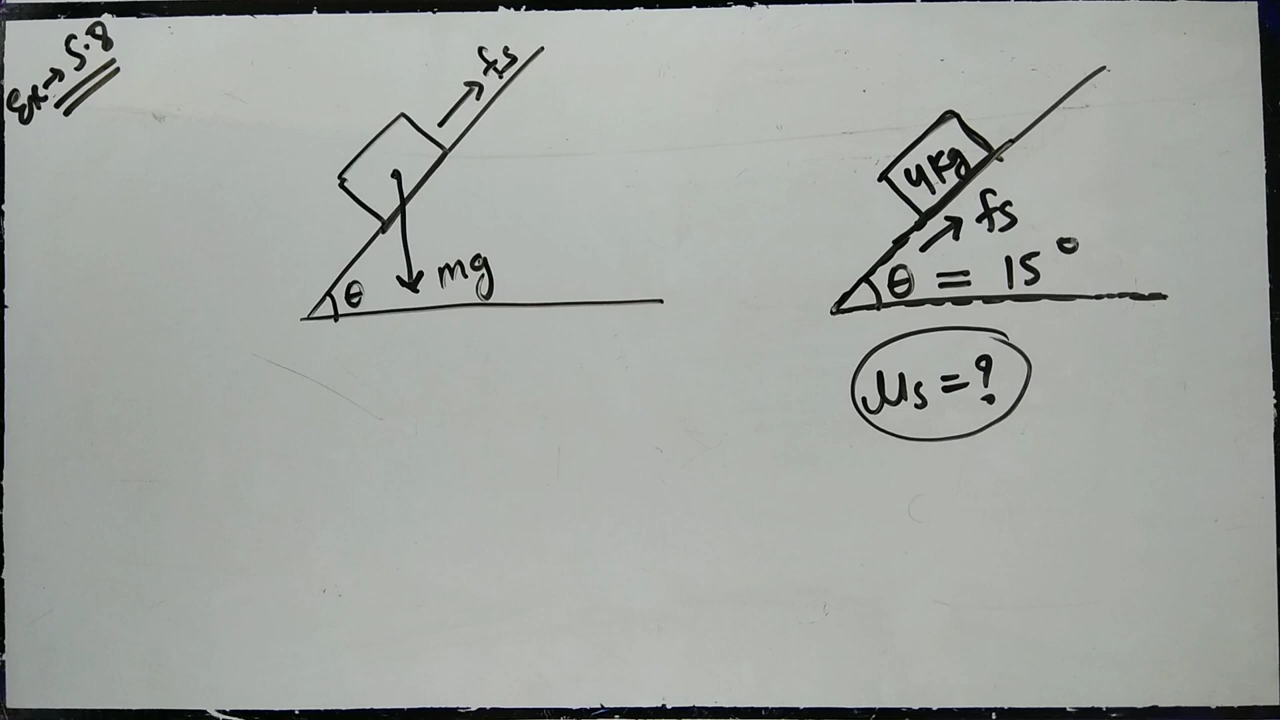 Ex→ 5.8
fs
mg
θ
4kg
fs
θ = 15°
μs = ?